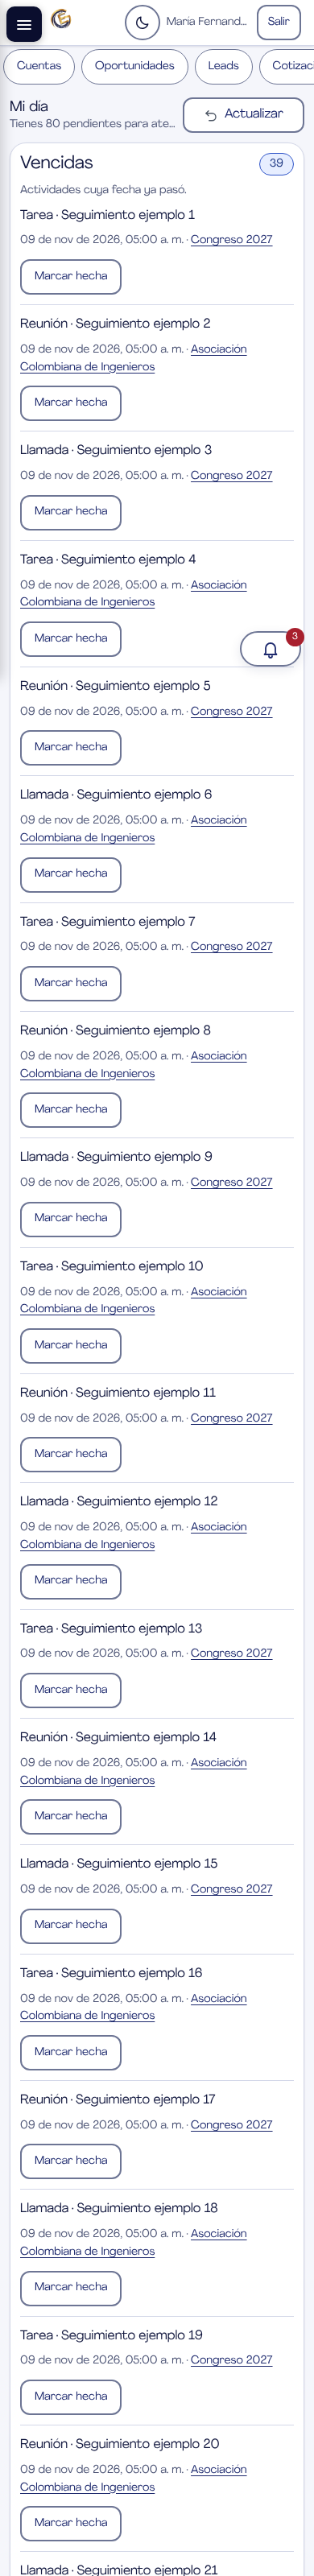 Maria Fernand...
Salir
Cuentas
Oportunidades
Leads
Cotizaci
Mi día
Tienes 80 pendientes para ate...
Actualizar
Vencidas
39
Actividades cuya fecha ya pasó.
Tarea · Seguimiento ejemplo 1
09 de nov de 2026, 05:00 a. m. · Congreso 2027
Marcar hecha
Reunión · Seguimiento ejemplo 2
09 de nov de 2026, 05:00 a. m. · Asociación
Colombiana de Ingenieros
Marcar hecha
Llamada · Seguimiento ejemplo 3
09 de nov de 2026, 05:00 a. m. · Congreso 2027
Marcar hecha
Tarea · Seguimiento ejemplo 4
09 de nov de 2026, 05:00 a. m. · Asociación
Colombiana de Ingenieros
Marcar hecha
3
Reunión · Seguimiento ejemplo 5
09 de nov de 2026, 05:00 a. m. · Congreso 2027
Marcar hecha
Llamada · Seguimiento ejemplo 6
09 de nov de 2026, 05:00 a. m. · Asociación
Colombiana de Ingenieros
Marcar hecha
Tarea · Seguimiento ejemplo 7
09 de nov de 2026, 05:00 a. m. · Congreso 2027
Marcar hecha
Reunión · Seguimiento ejemplo 8
09 de nov de 2026, 05:00 a. m. · Asociación
Colombiana de Ingenieros
Marcar hecha
Llamada · Seguimiento ejemplo 9
09 de nov de 2026, 05:00 a. m. · Congreso 2027
Marcar hecha
Tarea · Seguimiento ejemplo 10
09 de nov de 2026, 05:00 a. m. · Asociación
Colombiana de Ingenieros
Marcar hecha
Reunión · Seguimiento ejemplo 11
09 de nov de 2026, 05:00 a. m. · Congreso 2027
Marcar hecha
Llamada · Seguimiento ejemplo 12
09 de nov de 2026, 05:00 a. m. · Asociación
Colombiana de Ingenieros
Marcar hecha
Tarea · Seguimiento ejemplo 13
09 de nov de 2026, 05:00 a. m. · Congreso 2027
Marcar hecha
Reunión · Seguimiento ejemplo 14
09 de nov de 2026, 05:00 a. m. · Asociación
Colombiana de Ingenieros
Marcar hecha
Llamada · Seguimiento ejemplo 15
09 de nov de 2026, 05:00 a. m. · Congreso 2027
Marcar hecha
Tarea · Seguimiento ejemplo 16
09 de nov de 2026, 05:00 a. m. · Asociación
Colombiana de Ingenieros
Marcar hecha
Reunión · Seguimiento ejemplo 17
09 de nov de 2026, 05:00 a. m. · Congreso 2027
Marcar hecha
Llamada · Seguimiento ejemplo 18
09 de nov de 2026, 05:00 a. m. · Asociación
Colombiana de Ingenieros
Marcar hecha
Tarea · Seguimiento ejemplo 19
09 de nov de 2026, 05:00 a. m. · Congreso 2027
Marcar hecha
Reunión · Seguimiento ejemplo 20
09 de nov de 2026, 05:00 a. m. · Asociación
Colombiana de Ingenieros
Marcar hecha
Llamada · Seguimiento ejemplo 21